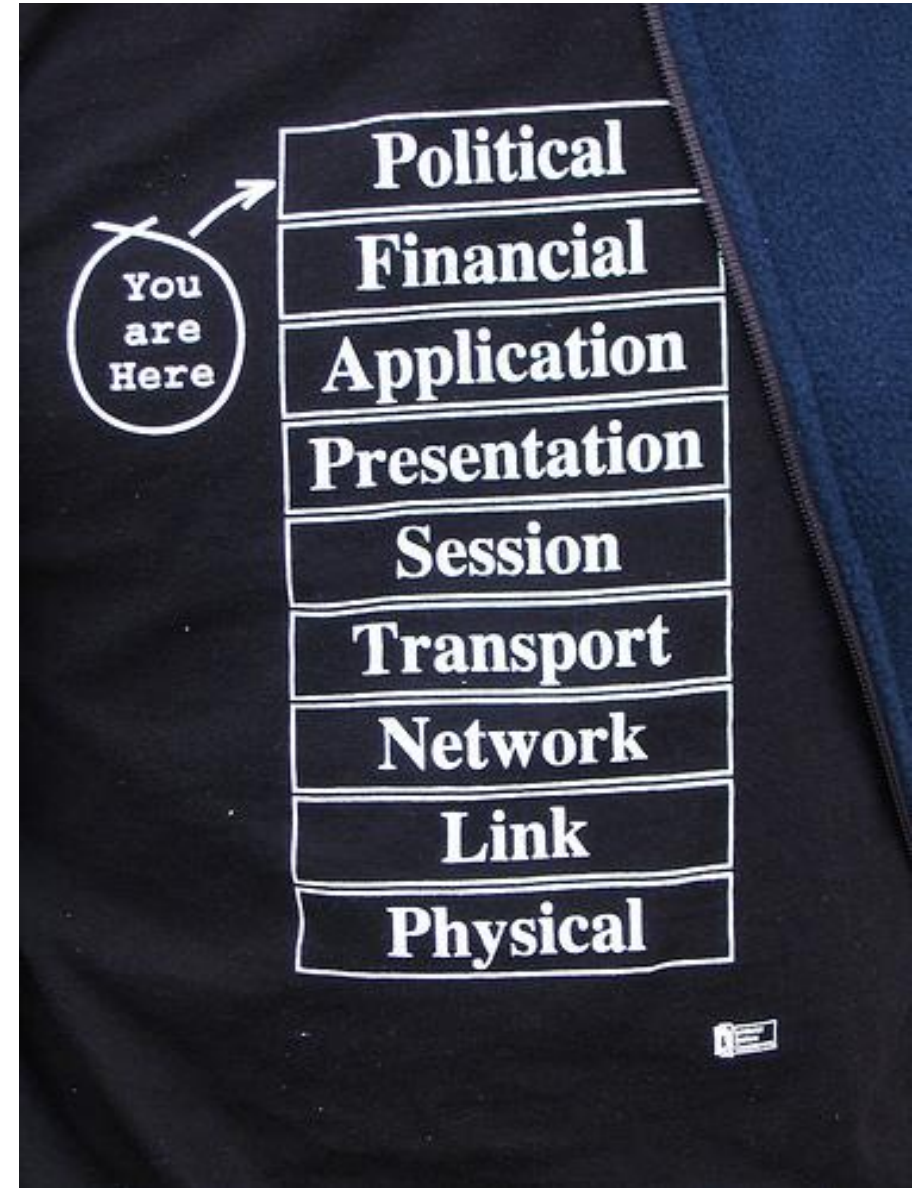 Political
Financial
You
are
Here
Application
Presentation
Session
Transport
Network
Link
Physical